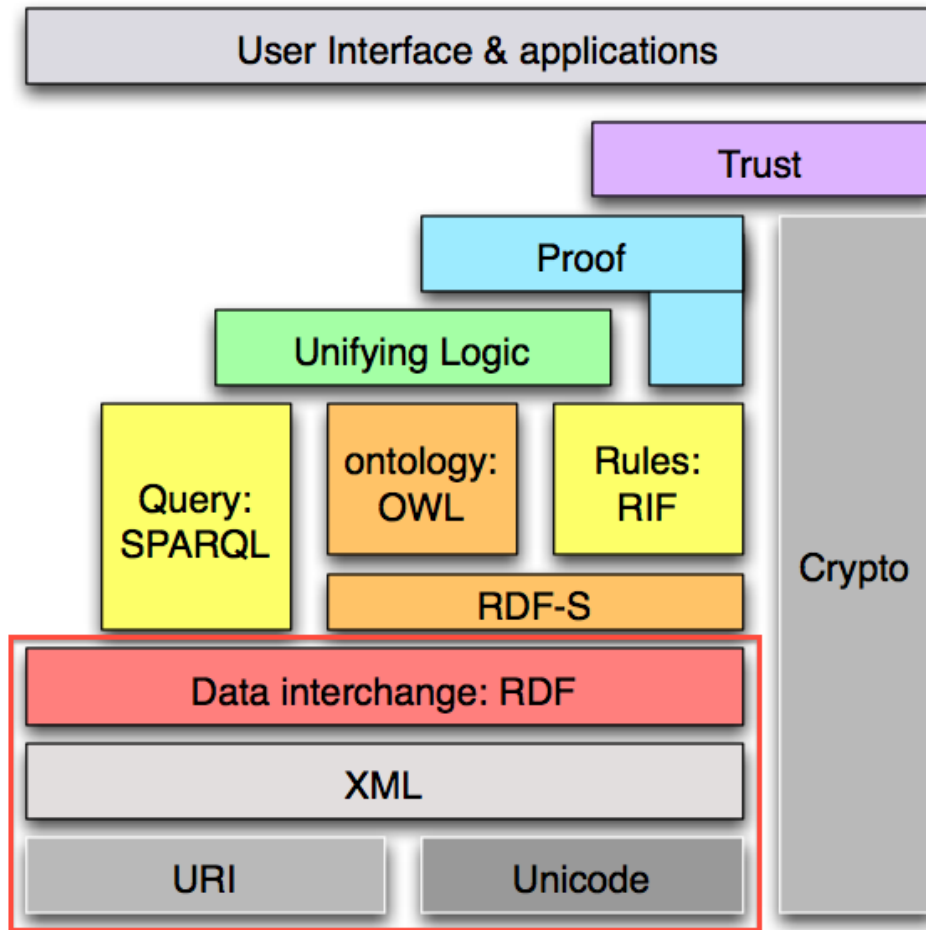 User Interface & applications
Trust
Proof
Unifying Logic
Query:
SPARQL
ontology:
OWL
Rules:
RIF
Crypto
RDF-S
Data interchange: RDF
XML
URI
Unicode